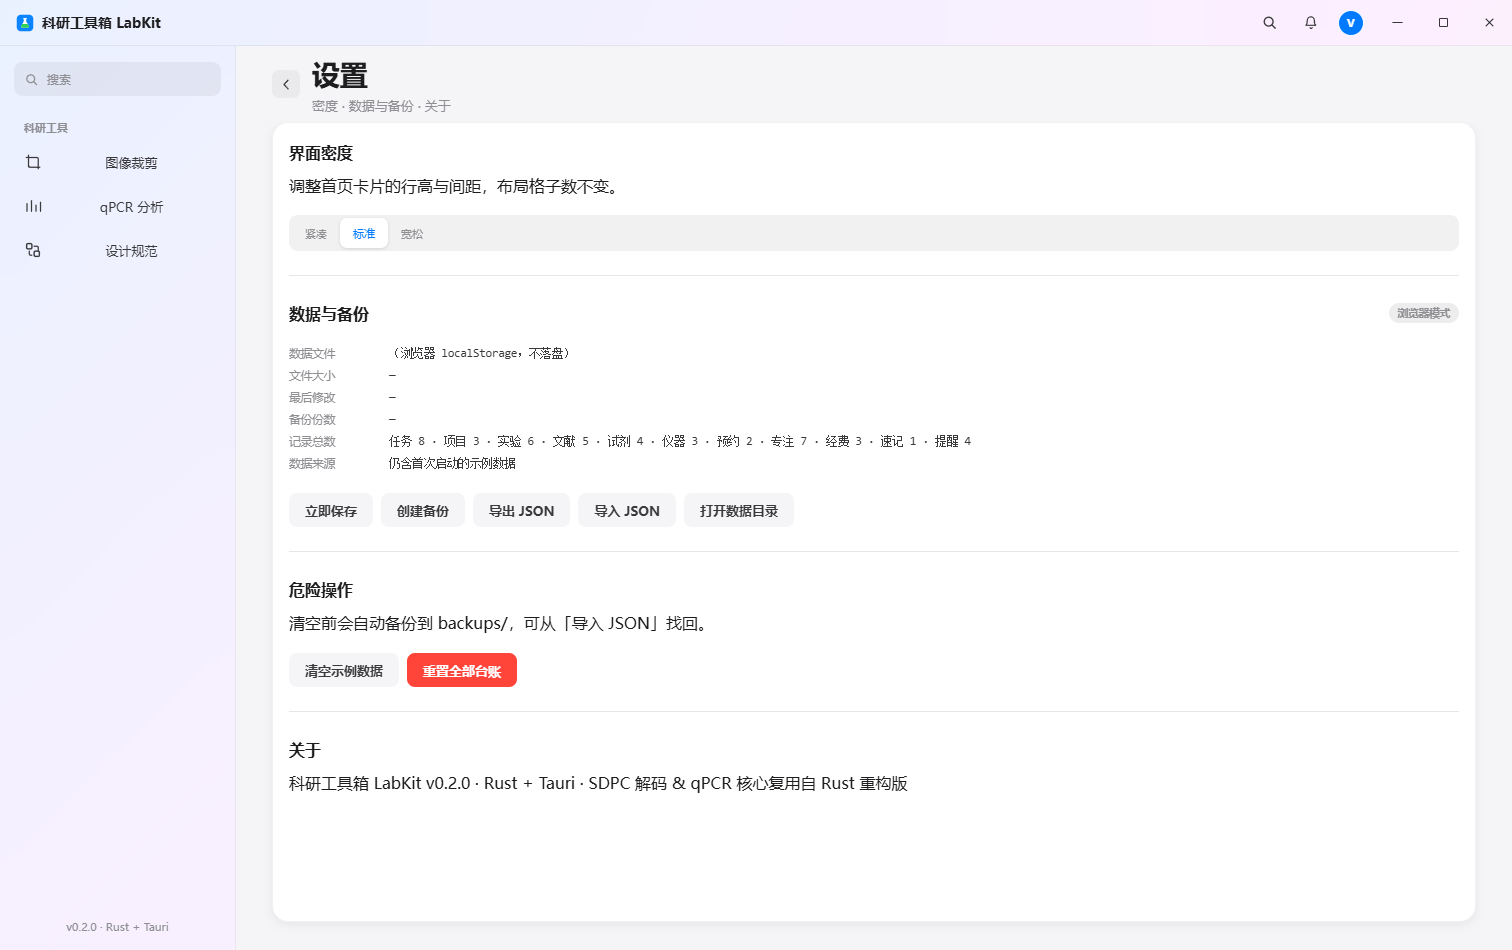 科研工具箱 LabKit
V
搜索
科研工具
图像裁剪
qPCR 分析
设计规范
v0.2.0 · Rust + Tauri
设置
密度 · 数据与备份 · 关于
界面密度
调整首页卡片的行高与间距，布局格子数不变。
紧凑 标准 宽松
数据与备份 浏览器模式
数据文件 （浏览器 localStorage，不落盘）
文件大小 —
最后修改 —
备份份数 —
记录总数 任务 8 · 项目 3 · 实验 6 · 文献 5 · 试剂 4 · 仪器 3 · 预约 2 · 专注 7 · 经费 3 · 速记 1 · 提醒 4
数据来源 仍含首次启动的示例数据
立即保存 创建备份 导出 JSON 导入 JSON 打开数据目录
危险操作
清空前会自动备份到 backups/，可从「导入 JSON」找回。
清空示例数据 重置全部台账
关于
科研工具箱 LabKit v0.2.0 · Rust + Tauri · SDPC 解码 & qPCR 核心复用自 Rust 重构版